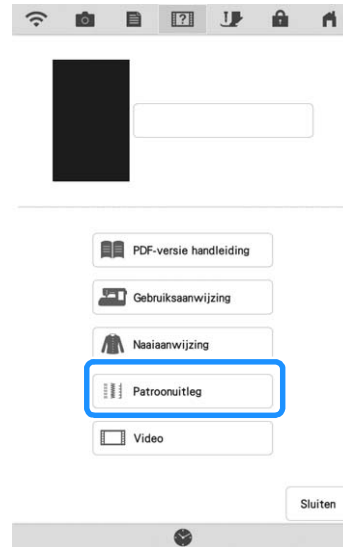 PDF-versie handleiding
Gebruiksaanwijzing
Naaiaanwijzing
Patroonuitleg
Video
Sluiten